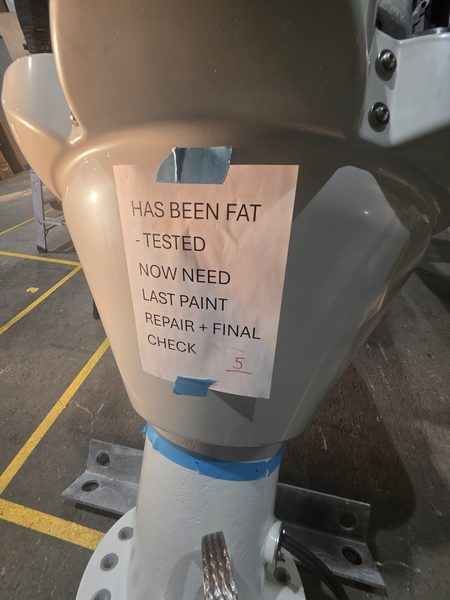 HAS BEEN FAT
- TESTED
NOW NEED
LAST PAINT
REPAIR + FINAL
CHECK
5